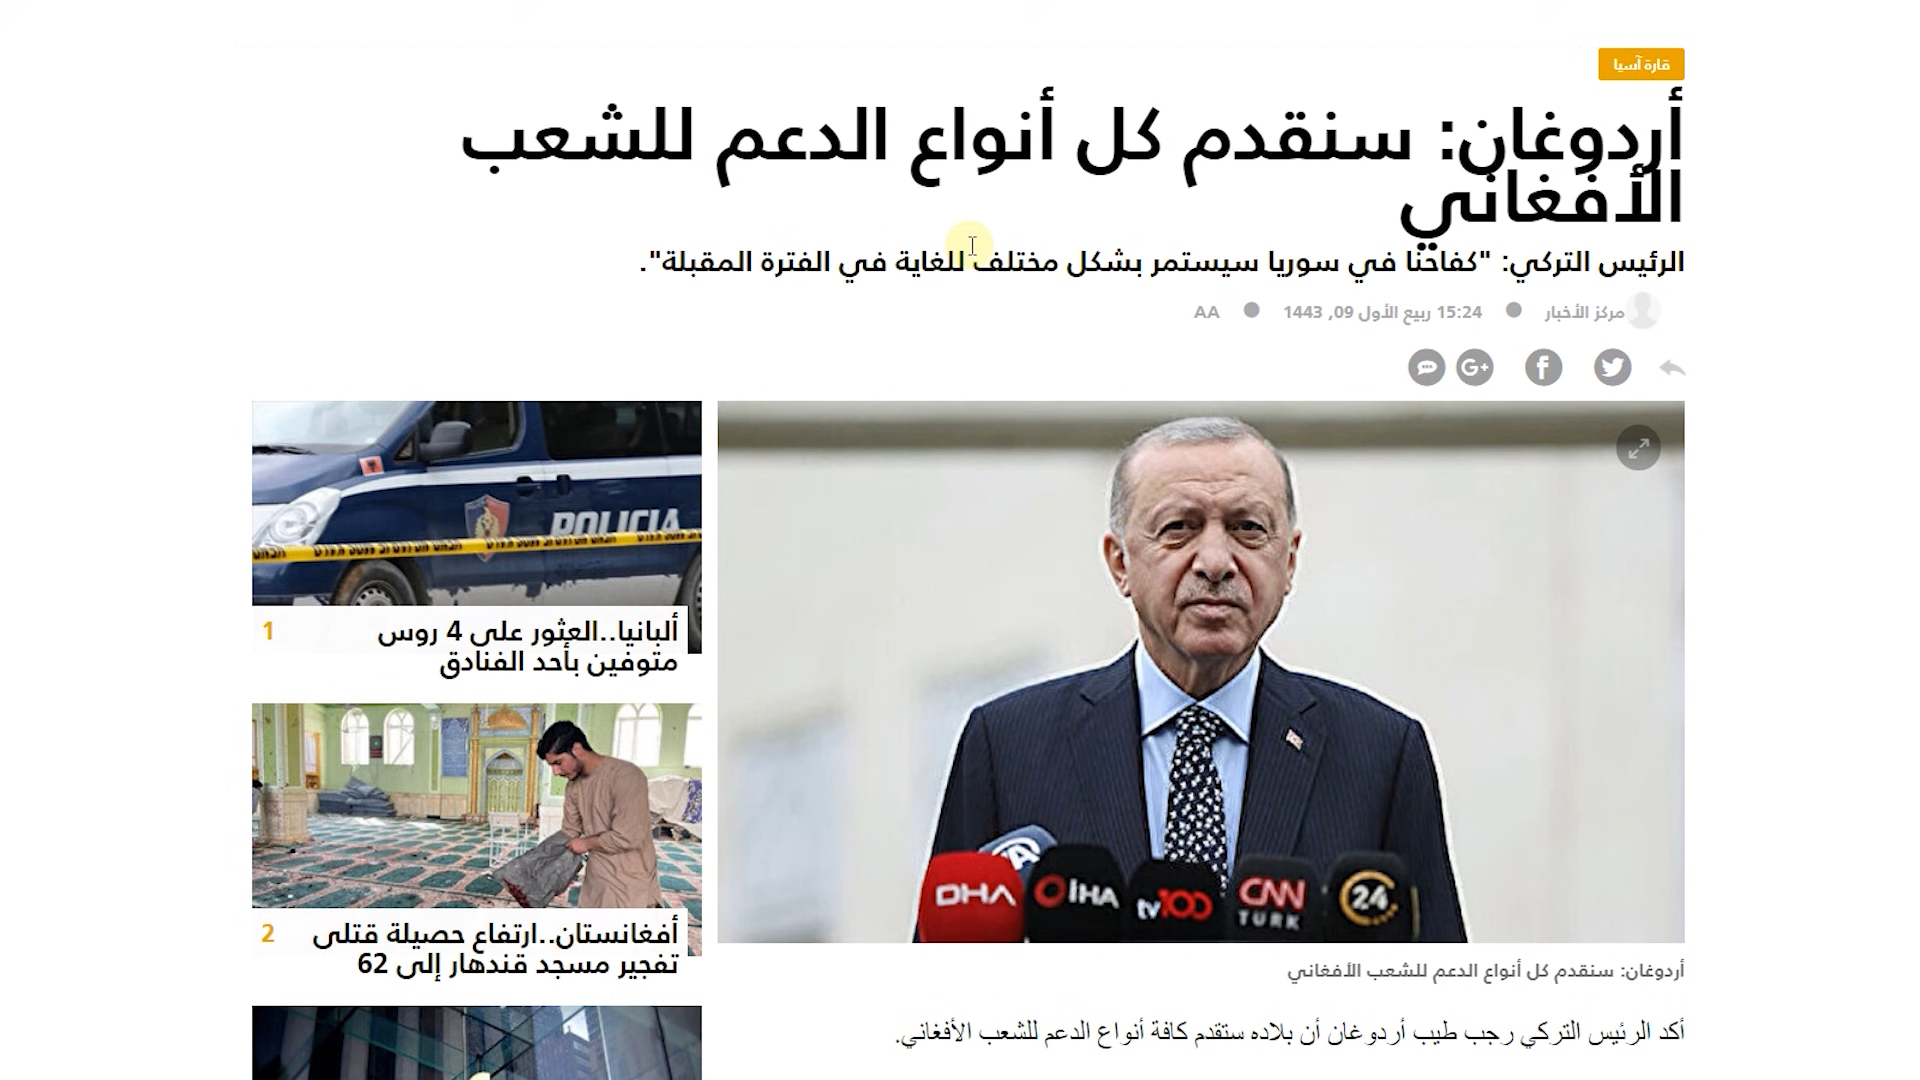 قارة آسيا
أردوغان: سنقدم كل أنواع الدعم للشعب
الأفغاني
الرئيس التركي: "كفاحنا في سوريا سيستمر بشكل مختلف للغاية في الفترة المقبلة".
مركز الأخبار ● 15:24 ربيع الأول 09, 1443 ● AA
G+ f
POLICIA
ألبانيا..العثور على 4 روس
متوفين بأحد الفنادق
1
أفغانستان..ارتفاع حصيلة قتلى
تفجير مسجد قندهار إلى 62
2
DHA İHA tv100 CNN TÜRK 24
أردوغان: سنقدم كل أنواع الدعم للشعب الأفغاني
أكد الرئيس التركي رجب طيب أردوغان أن بلاده ستقدم كافة أنواع الدعم للشعب الأفغاني.